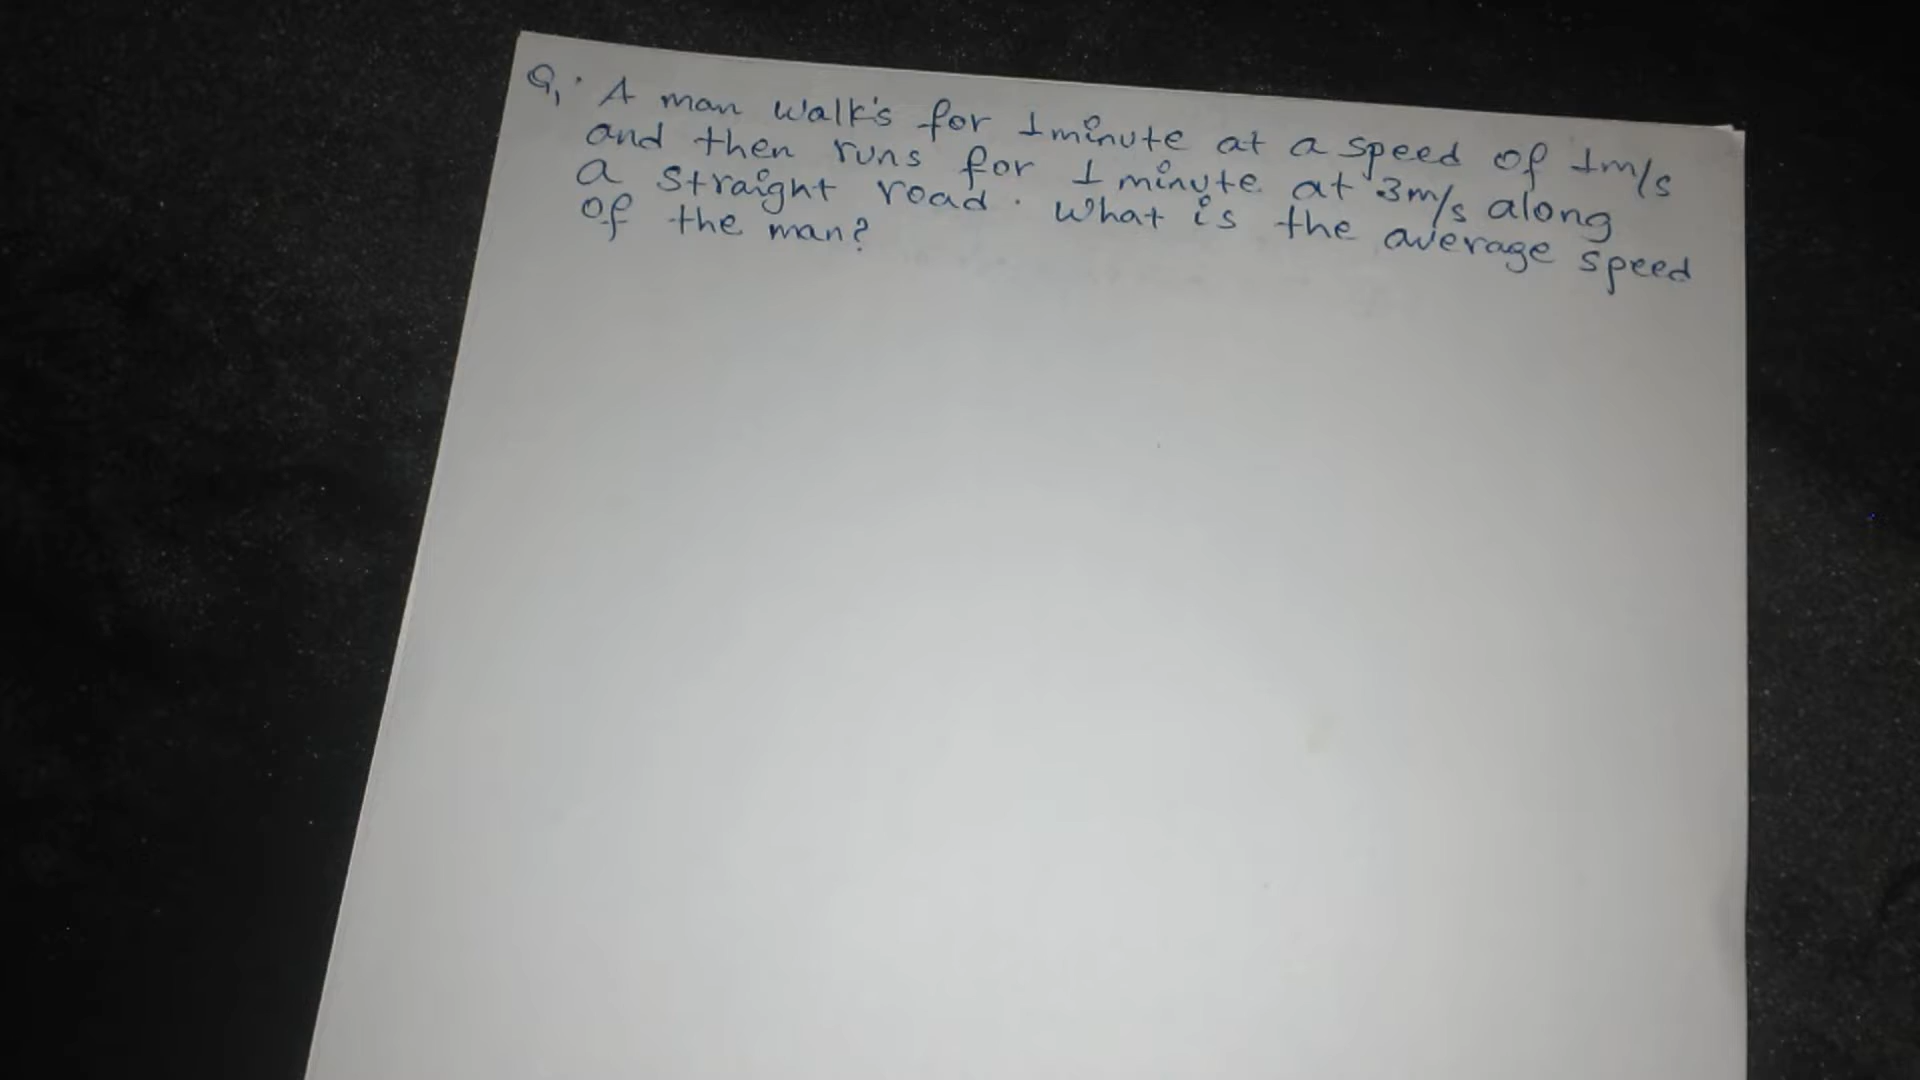 Q1. A man walk's for 1 minute at a speed of 1m/s
and then runs for 1 minute at 3m/s along
a straight road. What is the average speed
of the man?